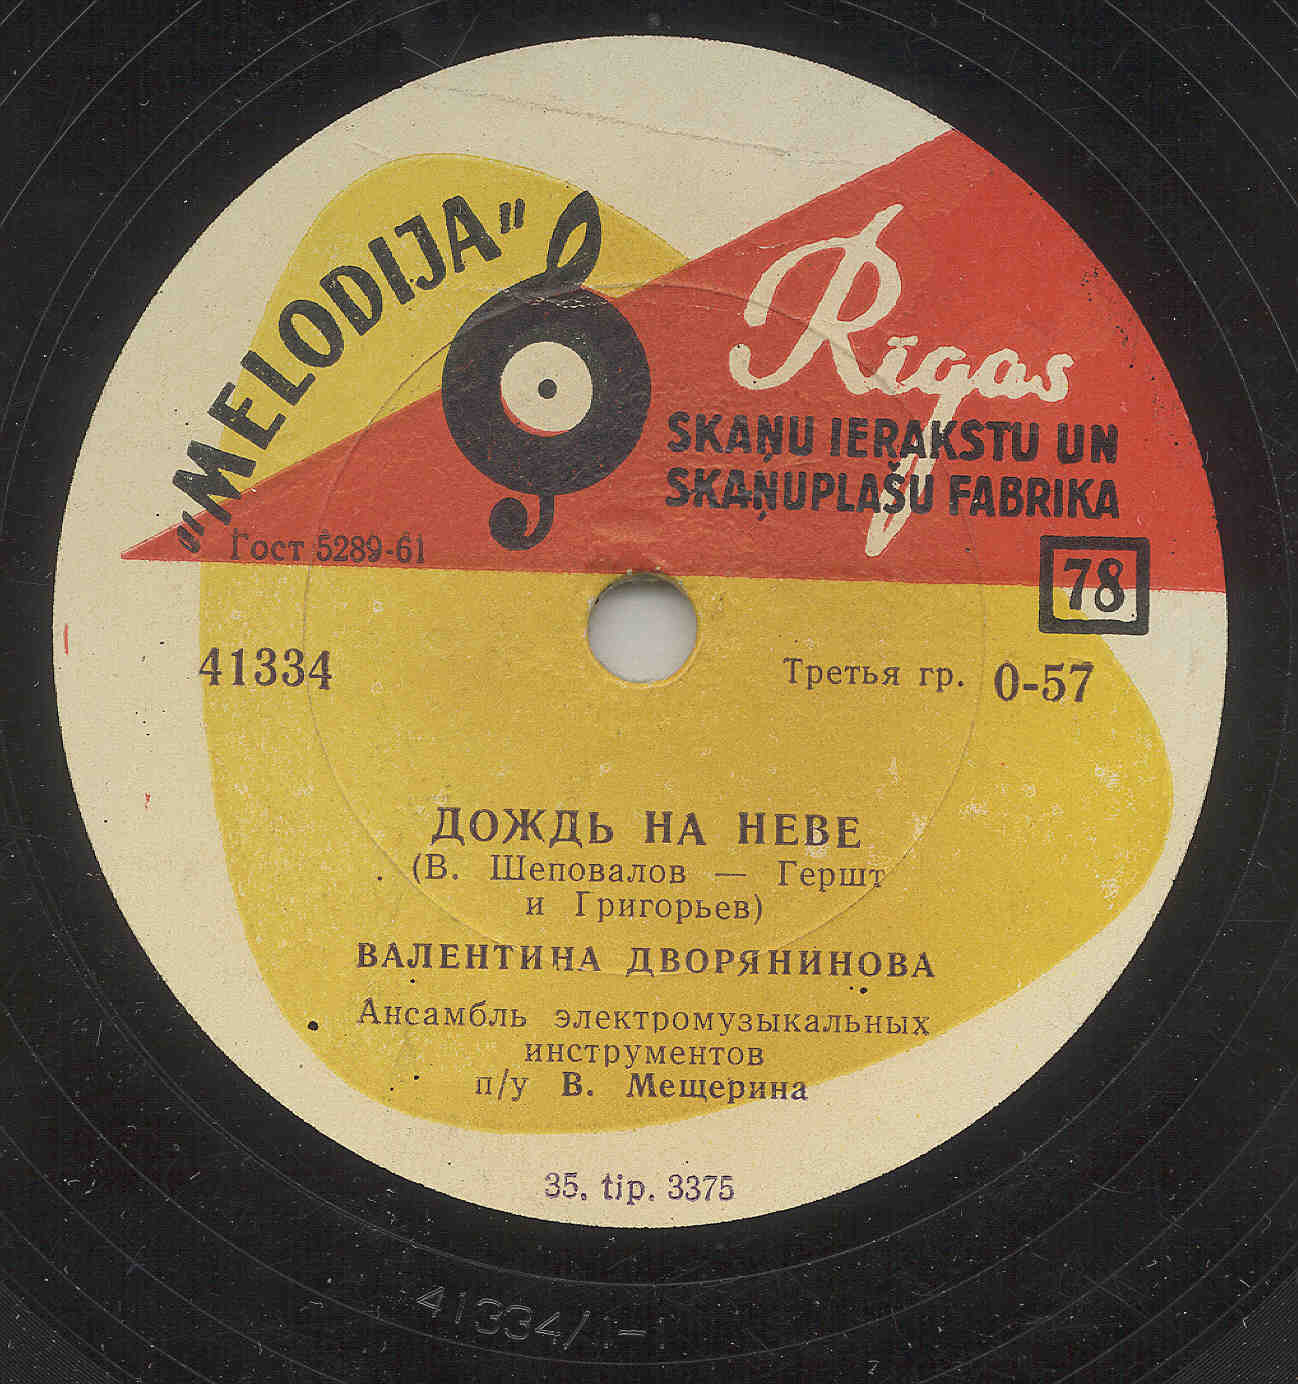 "MELODIJA"
Rīgas
SKAŅU IERAKSTU UN
SKAŅUPLAŠU FABRIKA
Гост 5289-61
78
41334
Третья гр. 0-57
ДОЖДЬ НА НЕВЕ
(В. Шеповалов — Гершт
и Григорьев)
ВАЛЕНТИНА ДВОРЯНИНОВА
Ансамбль электромузыкальных
инструментов
п/у В. Мещерина
35. tip. 3375
41334/1-